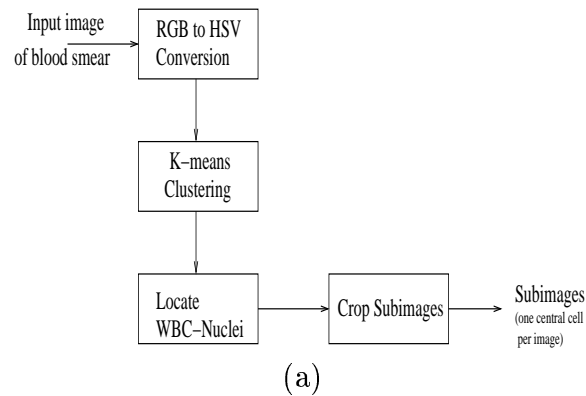 Input image
of blood smear
RGB to HSV
Conversion
K-means
Clustering
Locate
WBC-Nuclei
Crop Subimages
Subimages
(one central cell
per image)
(a)